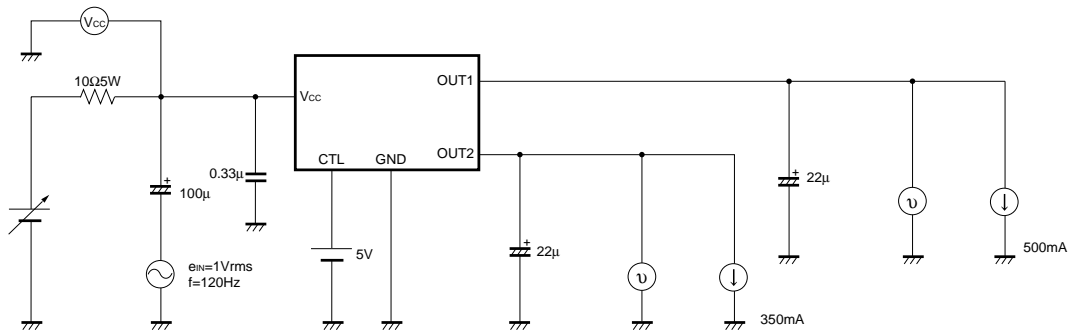 VCC
10Ω5W
VCC
OUT1
OUT2
CTL
GND
0.33µ
+
100µ
eIN=1Vrms
f=120Hz
5V
+
22µ
υ
350mA
+
22µ
υ
500mA